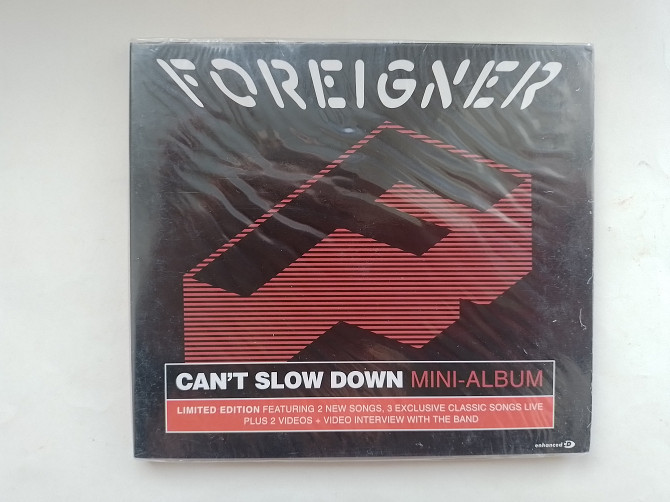 FOREIGNER
CAN'T SLOW DOWN MINI-ALBUM
LIMITED EDITION FEATURING 2 NEW SONGS, 3 EXCLUSIVE CLASSIC SONGS LIVE
PLUS 2 VIDEOS + VIDEO INTERVIEW WITH THE BAND
enhanced CD